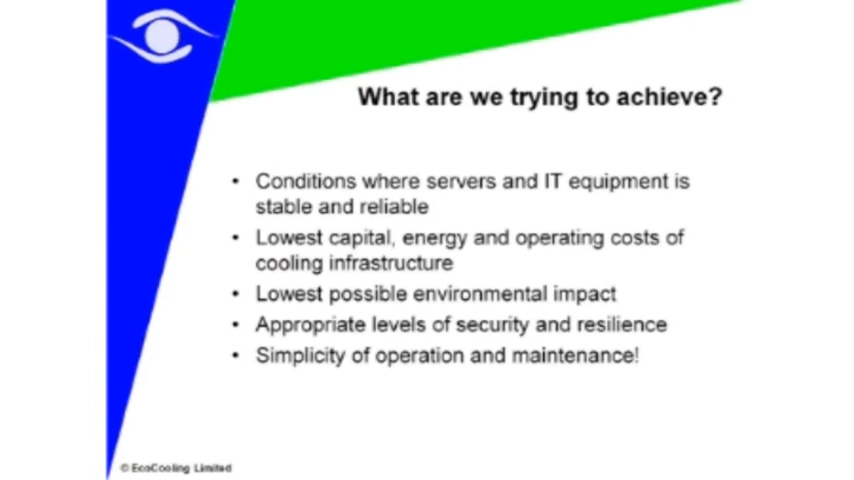 What are we trying to achieve?
• Conditions where servers and IT equipment is
stable and reliable
• Lowest capital, energy and operating costs of
cooling infrastructure
• Lowest possible environmental impact
• Appropriate levels of security and resilience
• Simplicity of operation and maintenance!
© EcoCooling Limited